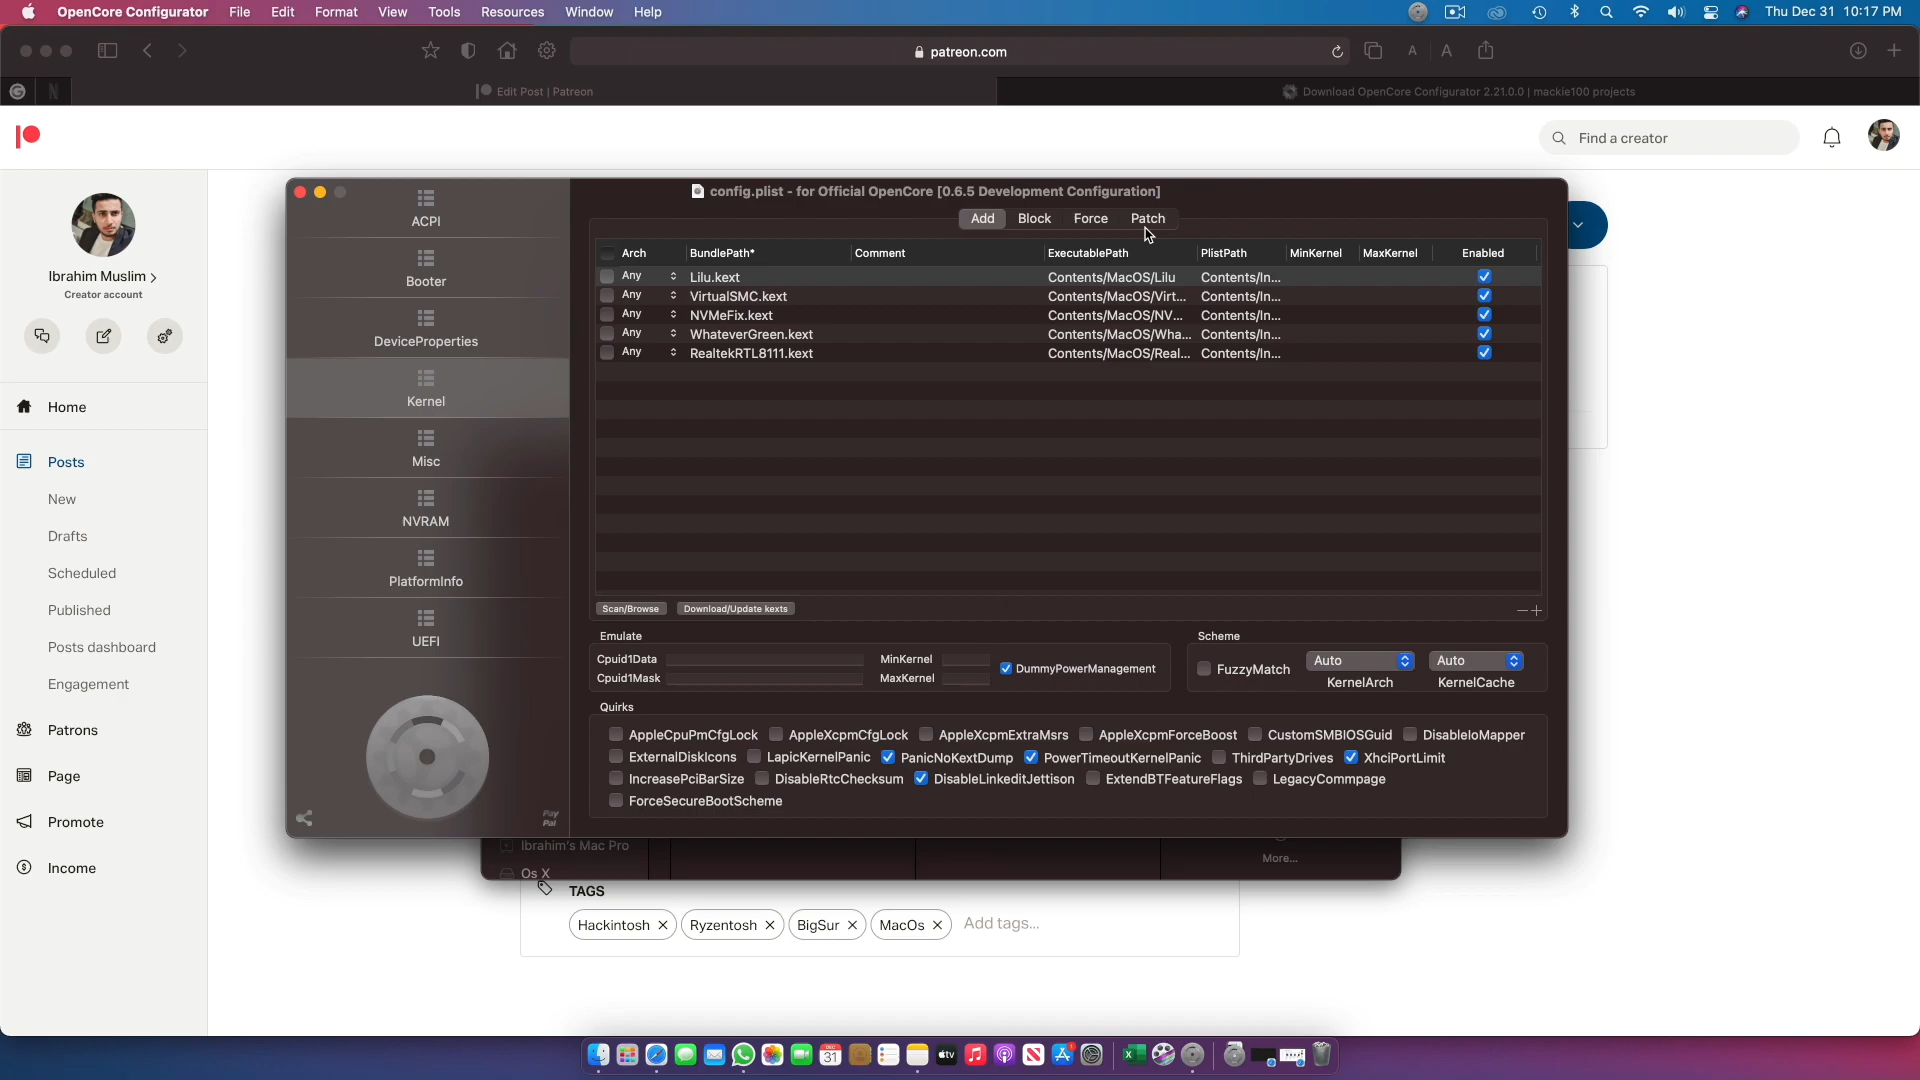 OpenCore Configurator File Edit Format View Tools Resources Window Help Thu Dec 31 10:17 PM
patreon.com
Edit Post | Patreon
Download OpenCore Configurator 2.21.0.0 | mackie100 projects
Find a creator
Ibrahim Muslim
Creator account
Home
Posts
New
Drafts
Scheduled
Published
Posts dashboard
Engagement
Patrons
Page
Promote
Income
config.plist - for Official OpenCore [0.6.5 Development Configuration]
ACPI
Booter
DeviceProperties
Kernel
Misc
NVRAM
PlatformInfo
UEFI
Pay
Pal
Add Block Force Patch
Arch BundlePath* Comment ExecutablePath PlistPath MinKernel MaxKernel Enabled
Any Lilu.kext Contents/MacOS/Lilu Contents/In...
Any VirtualSMC.kext Contents/MacOS/Virt... Contents/In...
Any NVMeFix.kext Contents/MacOS/NV... Contents/In...
Any WhateverGreen.kext Contents/MacOS/Wha... Contents/In...
Any RealtekRTL8111.kext Contents/MacOS/Real... Contents/In...
Scan/Browse Download/Update kexts
Emulate
Cpuid1Data MinKernel DummyPowerManagement
Cpuid1Mask MaxKernel
Scheme
FuzzyMatch Auto Auto
KernelArch KernelCache
Quirks
AppleCpuPmCfgLock AppleXcpmCfgLock AppleXcpmExtraMsrs AppleXcpmForceBoost CustomSMBIOSGuid DisableIoMapper
ExternalDiskIcons LapicKernelPanic PanicNoKextDump PowerTimeoutKernelPanic ThirdPartyDrives XhciPortLimit
IncreasePciBarSize DisableRtcChecksum DisableLinkeditJettison ExtendBTFeatureFlags LegacyCommpage
ForceSecureBootScheme
Ibrahim's Mac Pro
Os X
More...
TAGS
Hackintosh Ryzentosh BigSur MacOs Add tags...
DEC
31
tv